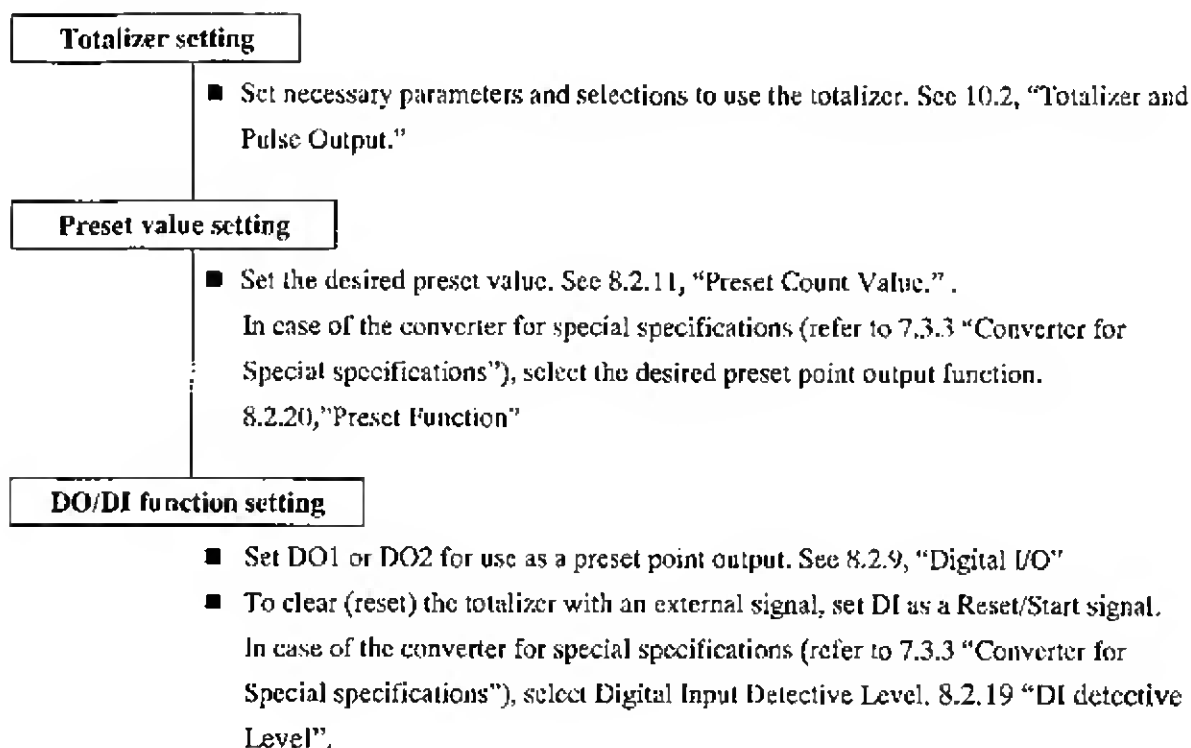 Totalizer setting
■ Set necessary parameters and selections to use the totalizer. See 10.2, “Totalizer and
Pulse Output.”
Preset value setting
■ Set the desired preset value. See 8.2.11, “Preset Count Value.” .
In case of the converter for special specifications (refer to 7.3.3 “Converter for
Special specifications”), select the desired preset point output function.
8.2.20,”Preset Function”
DO/DI function setting
■ Set DO1 or DO2 for use as a preset point output. See 8.2.9, “Digital I/O”
■ To clear (reset) the totalizer with an external signal, set DI as a Reset/Start signal.
In case of the converter for special specifications (refer to 7.3.3 “Converter for
Special specifications”), select Digital Input Detective Level. 8.2.19 “DI detective
Level”.